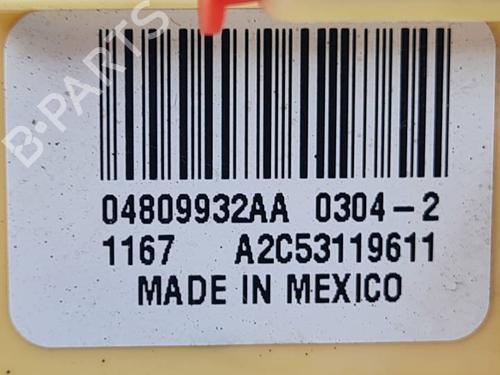 B-PARTS
04809932AA 0304-2
1167 A2C53119611
MADE IN MEXICO